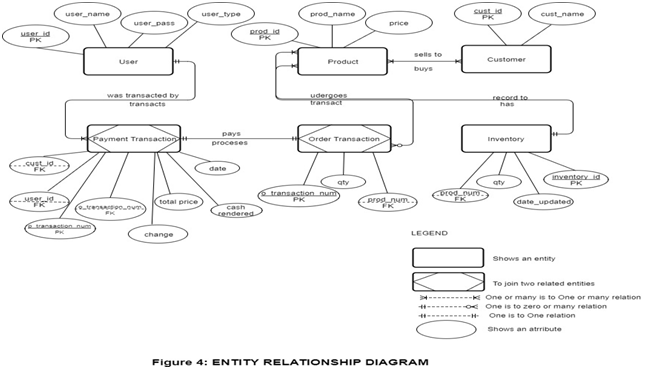 user_name
user_pass
user_type
user_id
PK
User
prod_name
price
prod_id
PK
Product
cust_id
PK
cust_name
Customer
sells to
buys
was transacted by
transacts
udergoes
transact
record to
has
Payment Transaction
pays
proceses
Order Transaction
Inventory
cust_id
FK
user_id
FK
PK
FK
change
total price
cash
rendered
date
PK
qty
prod_num
FK
prod_num
FK
qty
date_updated
inventory_id
PK
LEGEND
Shows an entity
To join two related entities
One or many is to One or many relation
One is to zero or many relation
One is to One relation
Shows an atrribute
Figure 4: ENTITY RELATIONSHIP DIAGRAM